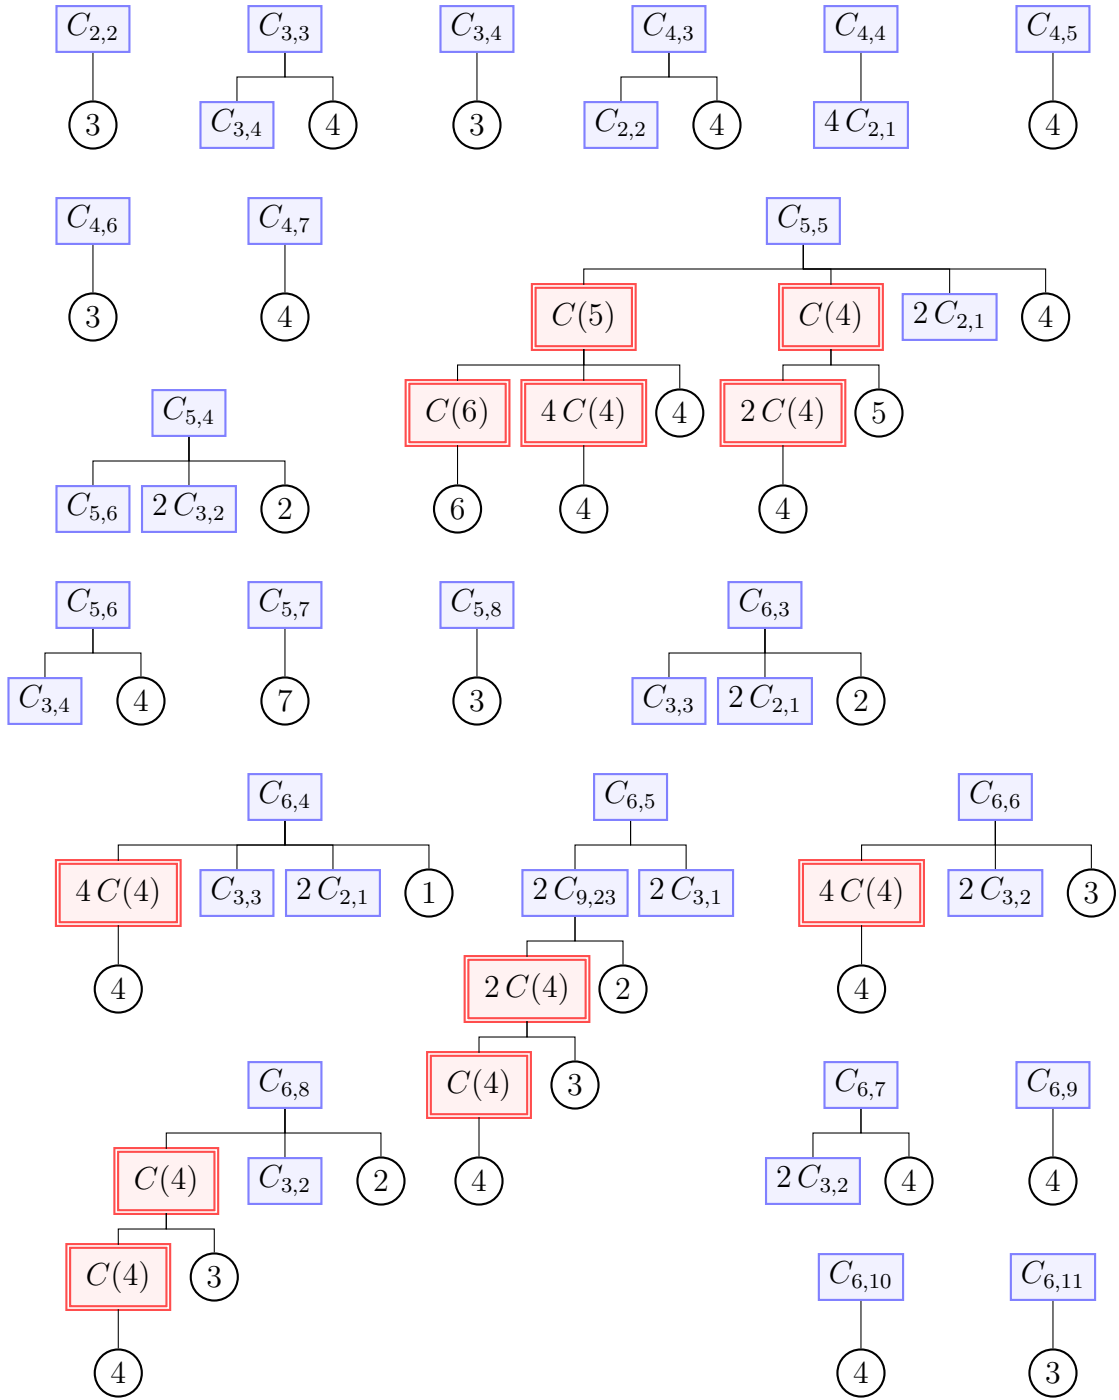 C2,2 C3,3 C3,4 C4,3 C4,4 C4,5
3 C3,4 4 3 C2,2 4 4 C2,1 4
C4,6 C4,7 C5,5
3 4 C(5) C(4) 2 C2,1 4
C5,4 C(6) 4 C(4) 4 2 C(4) 5
C5,6 2 C3,2 2 6 4 4
C5,6 C5,7 C5,8 C6,3
C3,4 4 7 3 C3,3 2 C2,1 2
C6,4 C6,5 C6,6
4 C(4) C3,3 2 C2,1 1 2 C9,23 2 C3,1 4 C(4) 2 C3,2 3
4 2 C(4) 2 4
C6,8 C(4) 3 C6,7 C6,9
C(4) C3,2 2 4 2 C3,2 4 4
C(4) 3 C6,10 C6,11
4 4 3